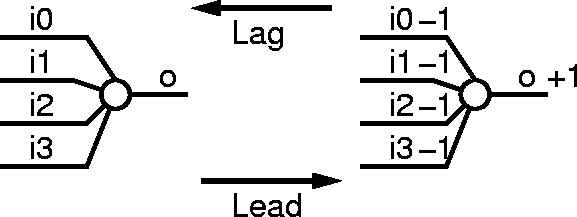 i0
i1
i2
i3
o
Lag
Lead
i0 –1
i1 –1
i2 –1
i3 –1
o +1